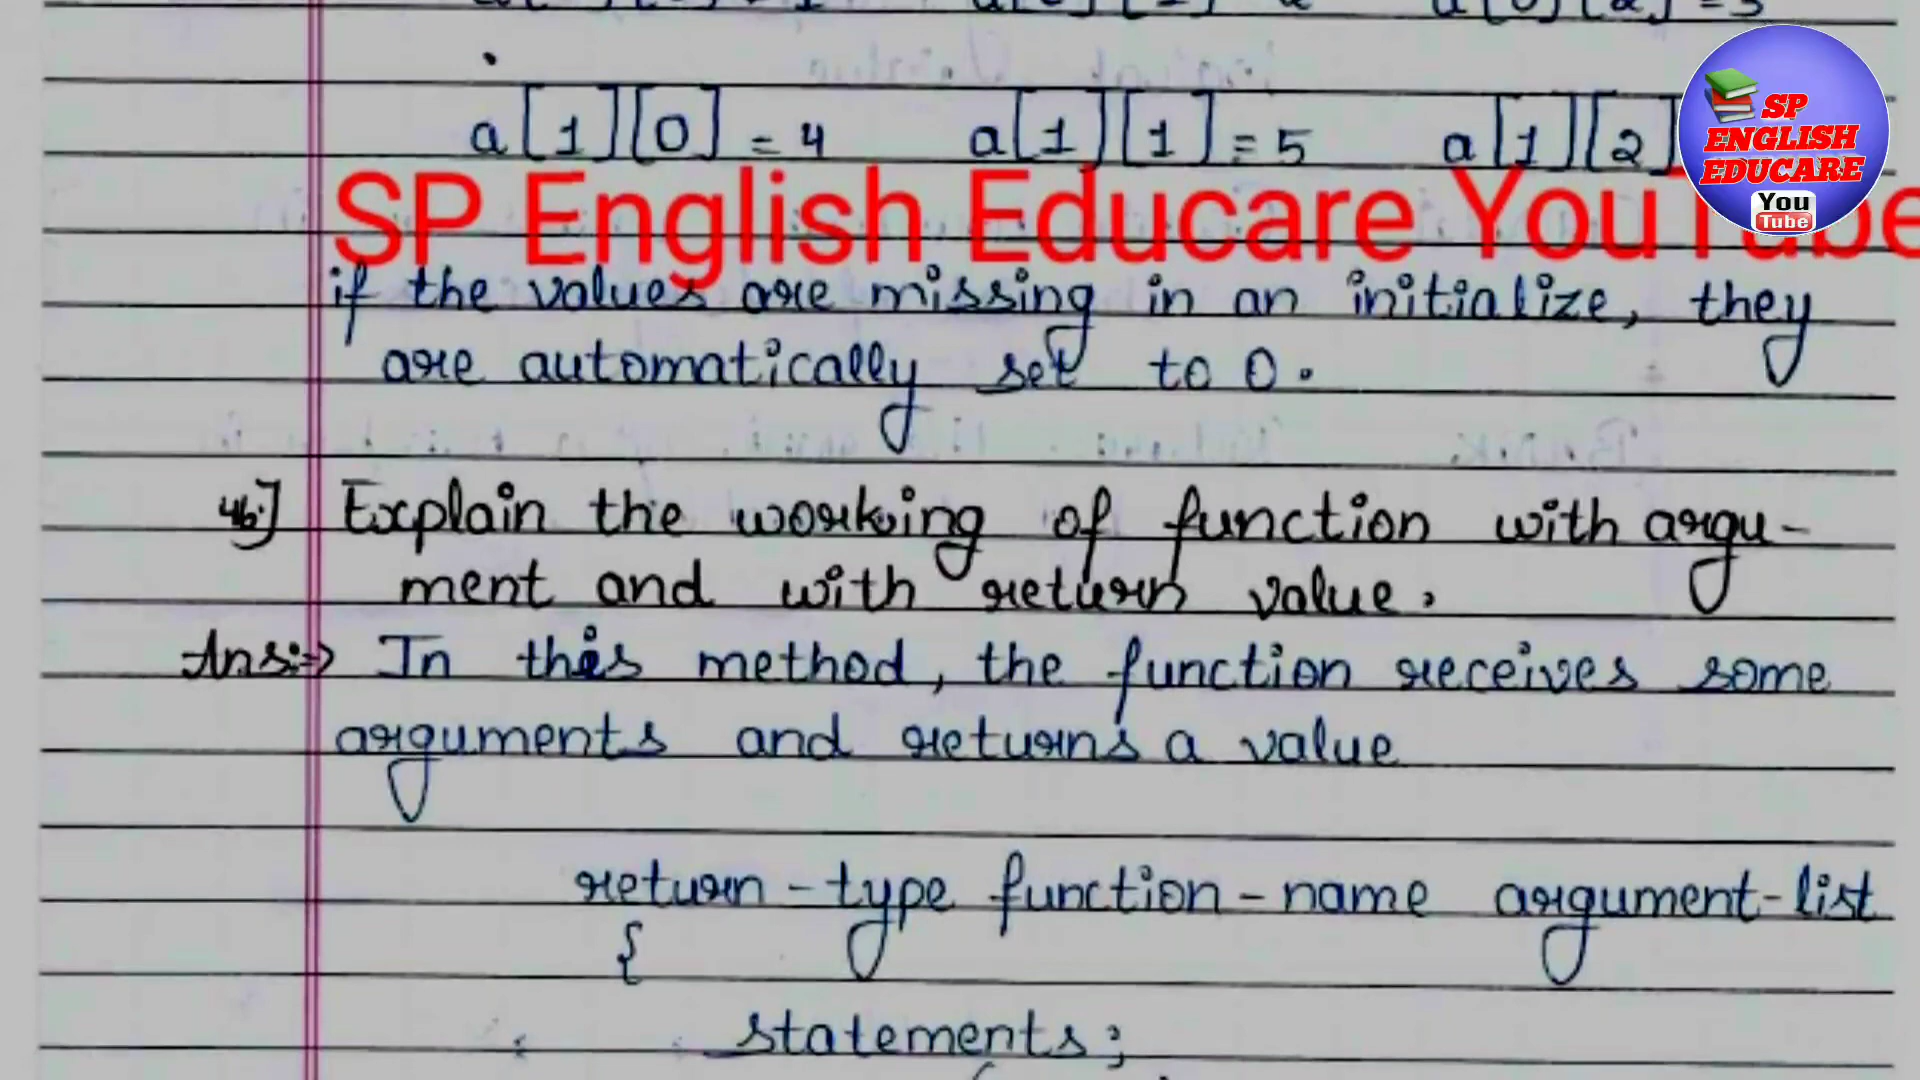 a[1][0] = 4 a[1][1] = 5 a[1][2]
SP
ENGLISH
EDUCARE
You
Tube
SP English Educare YouTube
if the values are missing in an initialize, they
are automatically set to 0.
46.] Explain the working of function with argu-
ment and with return value.
Ans:=> In this method, the function receives some
arguments and returns a value
return-type function-name argument-list
{
statements;